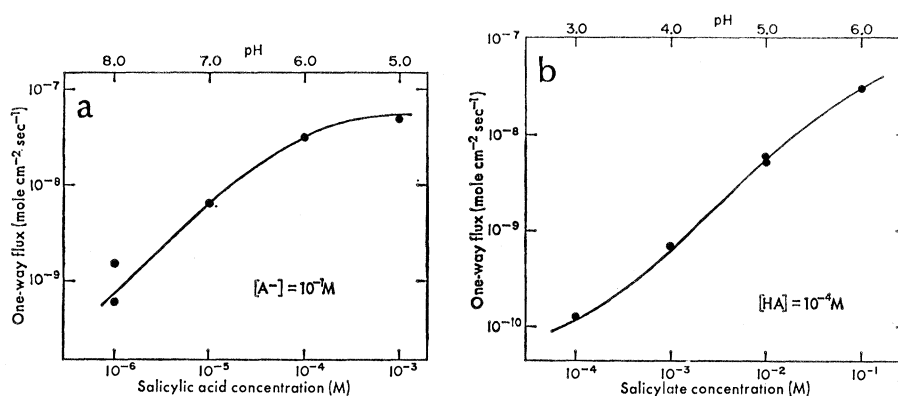 pH
8.0 7.0 6.0 5.0
a
10⁻⁷
10⁻⁸
10⁻⁹
One-way flux (mole cm⁻² sec⁻¹)
[A⁻] = 10⁻¹M
10⁻⁶ 10⁻⁵ 10⁻⁴ 10⁻³
Salicylic acid concentration (M)
pH
3.0 4.0 5.0 6.0
b
10⁻⁷
10⁻⁸
10⁻⁹
10⁻¹⁰
One-way flux (mole cm⁻² sec⁻¹)
[HA] = 10⁻⁴M
10⁻⁴ 10⁻³ 10⁻² 10⁻¹
Salicylate concentration (M)